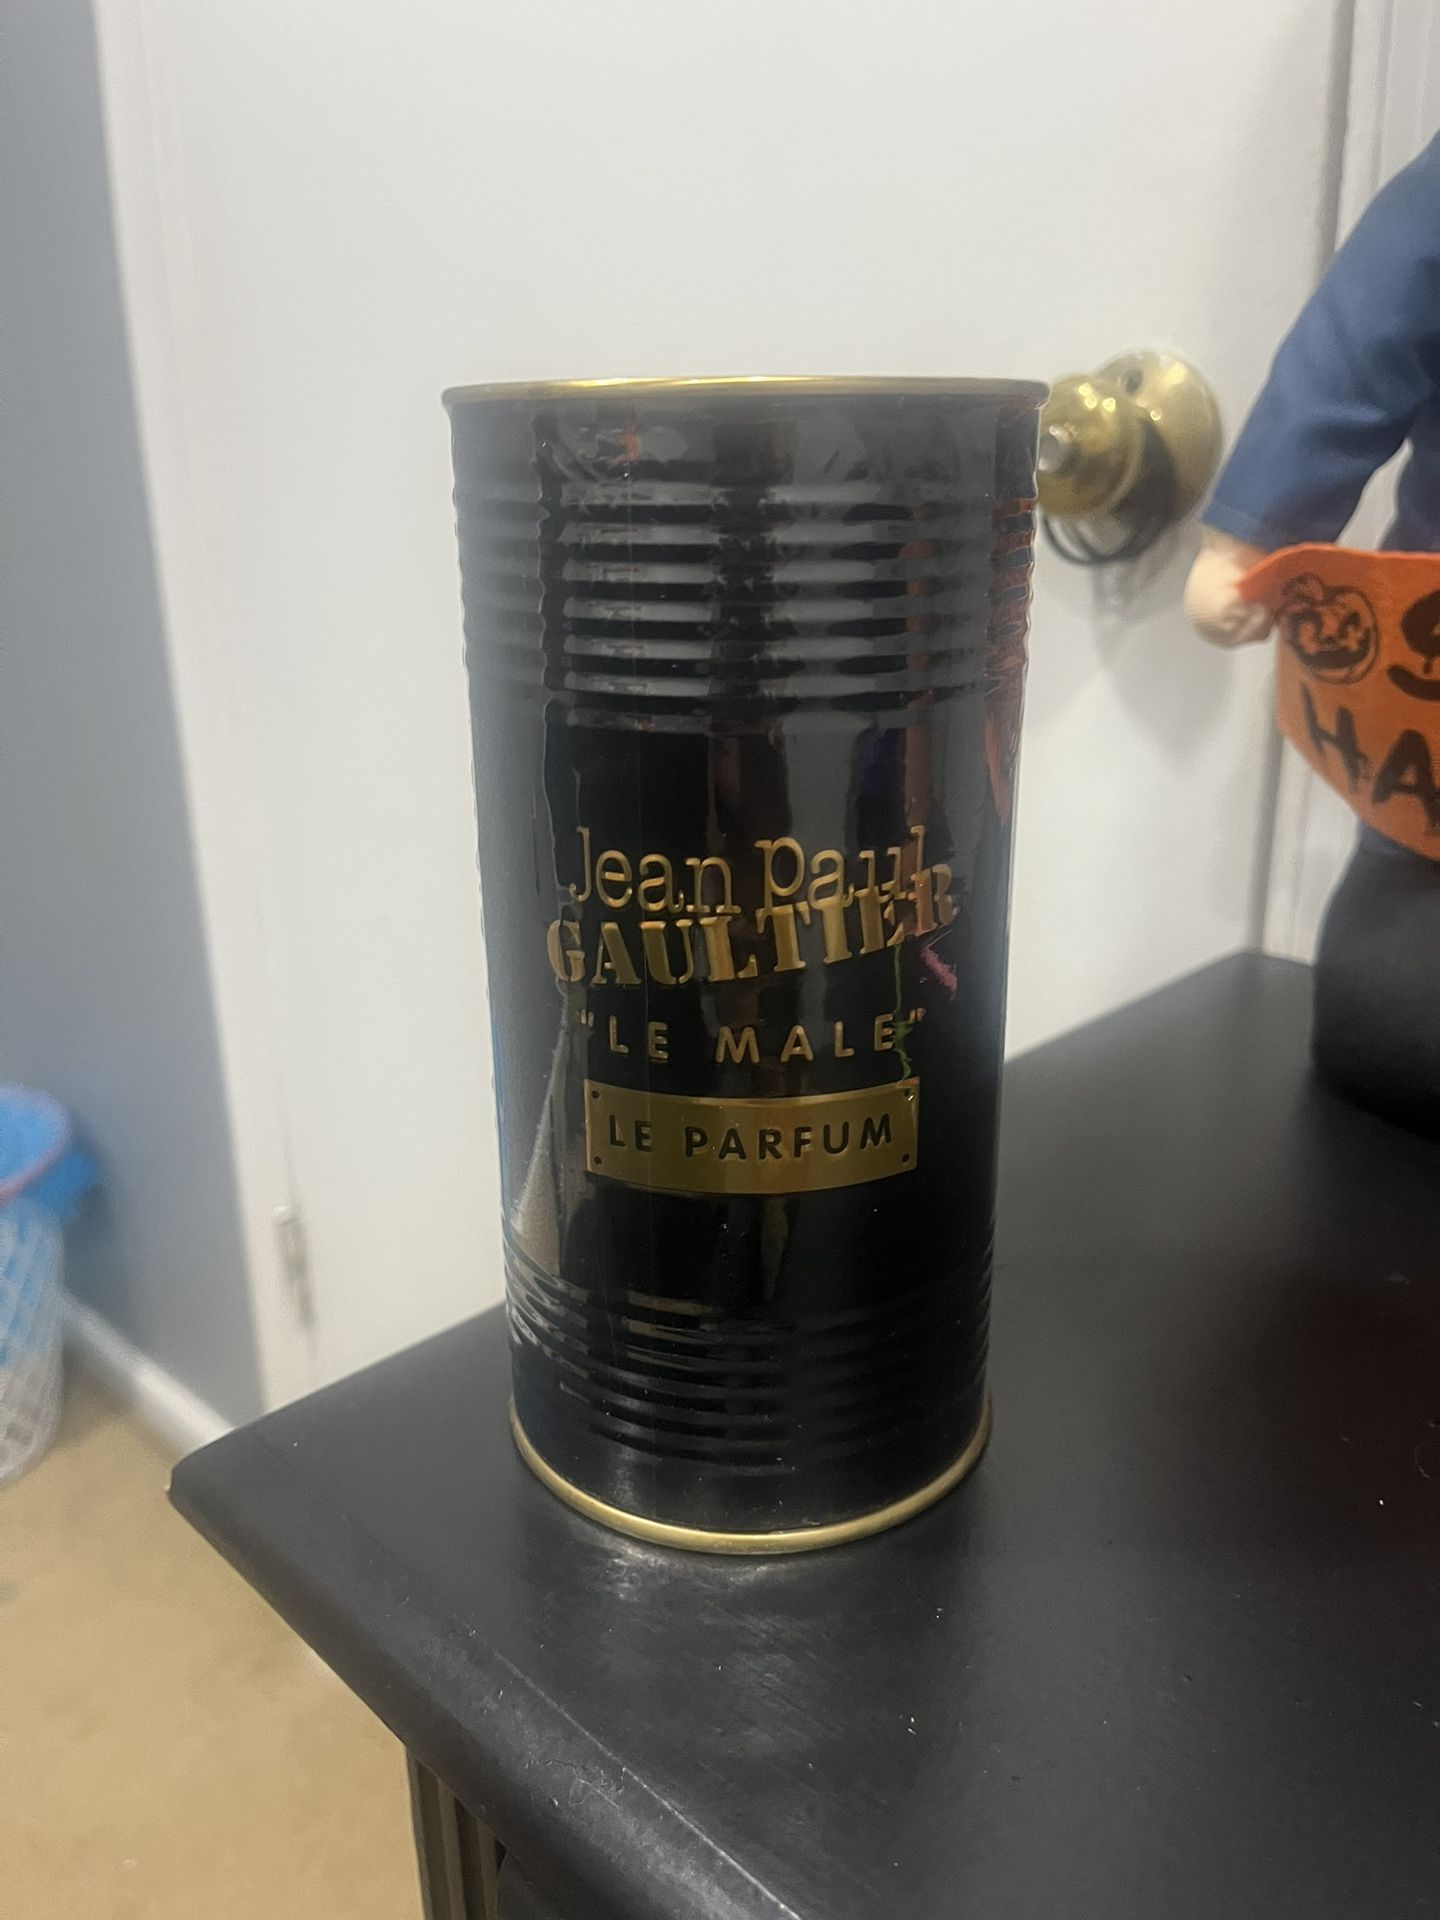 Jean Paul
GAULTIER
"LE MALE"
LE PARFUM
HA